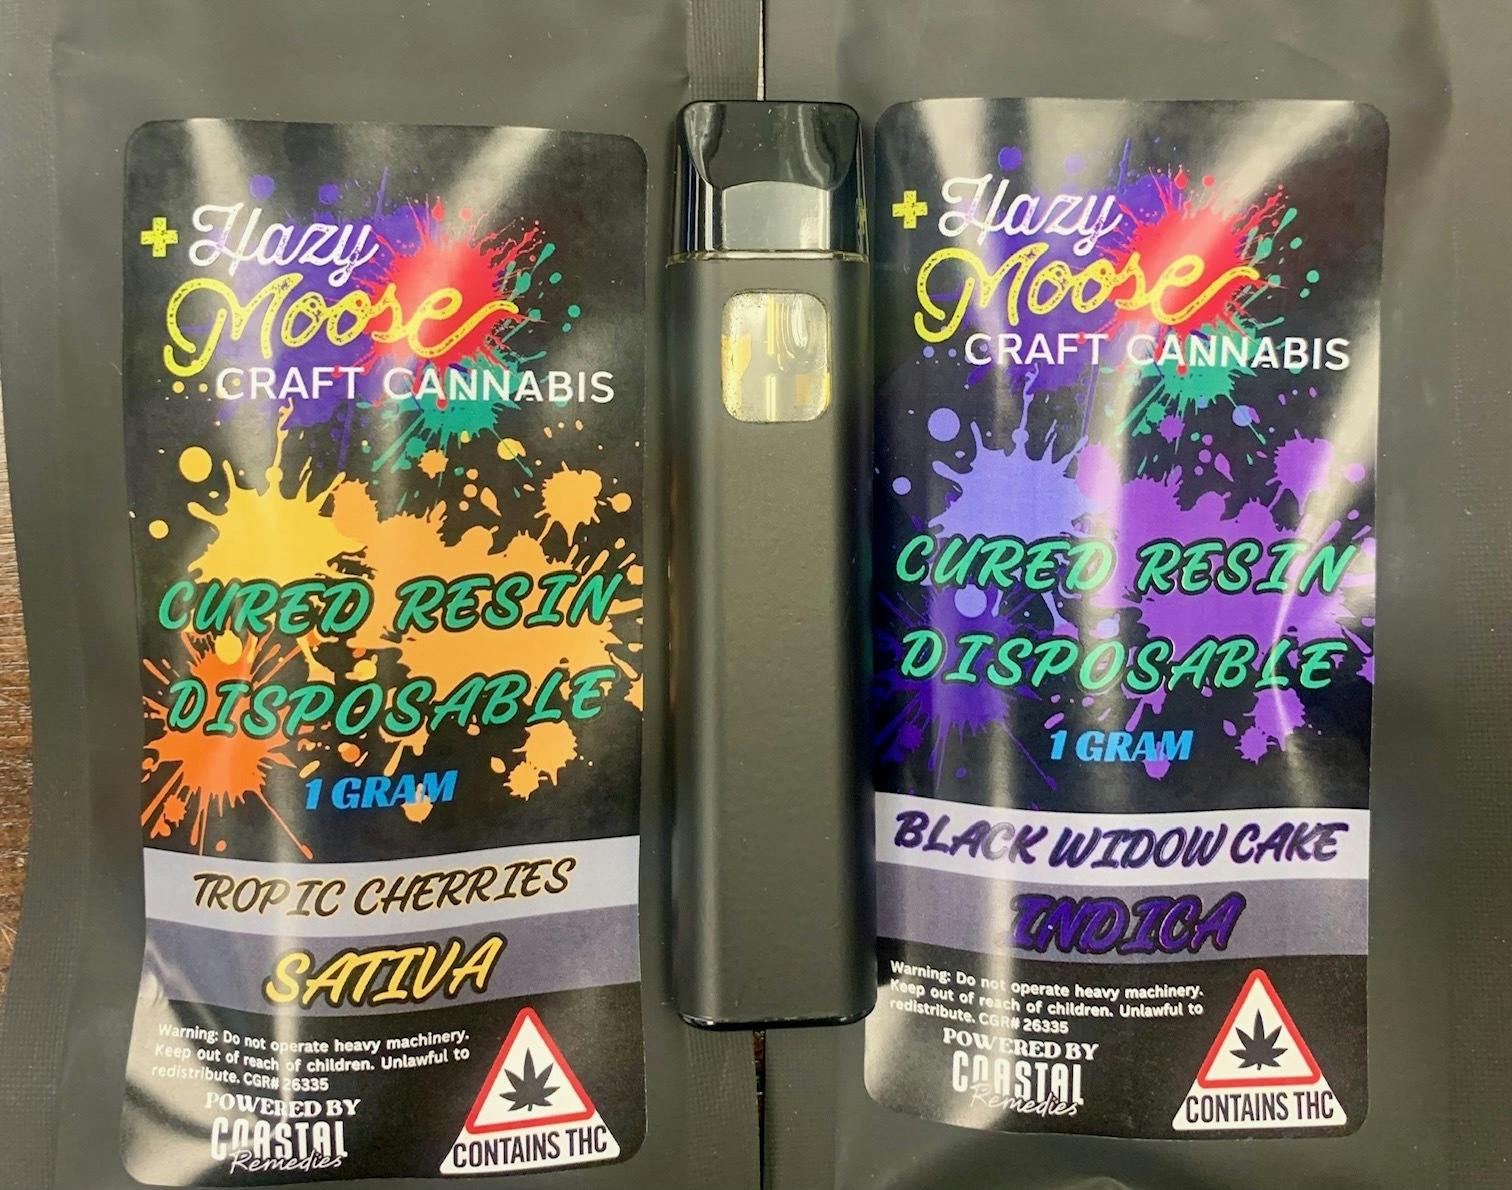 Hazy
Moose
CRAFT CANNABIS
CURED RESIN
DISPOSABLE
1 GRAM
TROPIC CHERRIES
SATIVA
Warning: Do not operate heavy machinery.
Keep out of reach of children. Unlawful to
redistribute. CGR# 26335
POWERED BY
COASTAL
Remedies
CONTAINS THC
Hazy
Moose
CRAFT CANNABIS
CURED RESIN
DISPOSABLE
1 GRAM
BLACK WIDOW CAKE
INDICA
Warning: Do not operate heavy machinery.
Keep out of reach of children. Unlawful to
redistribute. CGR# 26335
POWERED BY
COASTAL
Remedies
CONTAINS THC